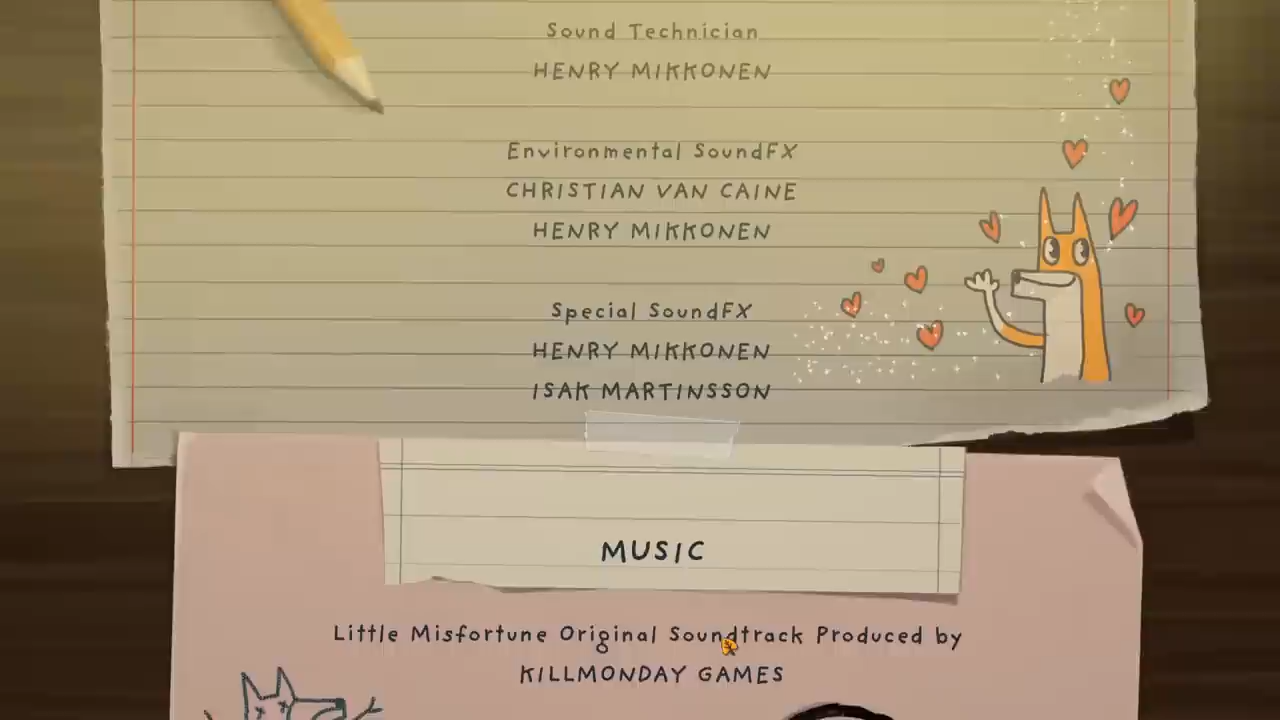 Sound Technician
HENRY MIKKONEN
Environmental SoundFX
CHRISTIAN VAN CAINE
HENRY MIKKONEN
Special SoundFX
HENRY MIKKONEN
ISAK MARTINSSON
MUSIC
Little Misfortune Original Soundtrack Produced by
KILLMONDAY GAMES